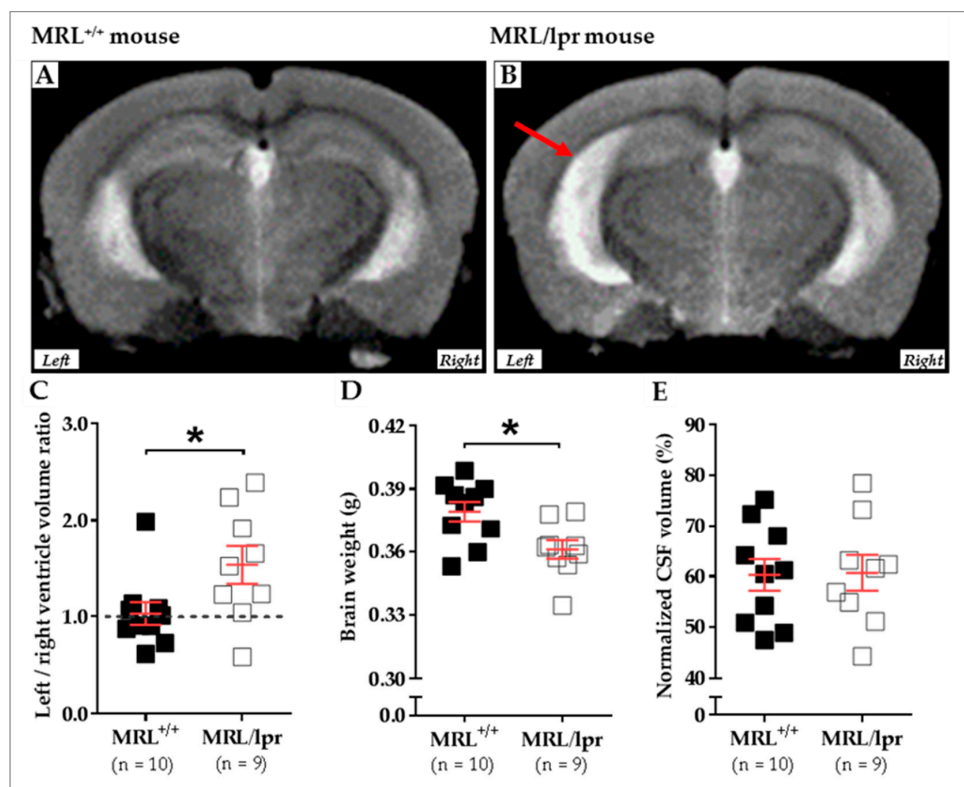 MRL+/+ mouse
MRL/lpr mouse
A
B
Left
Right
Left
Right
C
Left / right ventricle volume ratio
3.0
2.0
1.0
0.0
*
MRL+/+
MRL/lpr
(n = 10)
(n = 9)
D
Brain weight (g)
0.42
0.39
0.36
0.33
0.30
0.0
*
MRL+/+
MRL/lpr
(n = 10)
(n = 9)
E
Normalized CSF volume (%)
90
80
70
60
50
40
0
MRL+/+
MRL/lpr
(n = 10)
(n = 9)